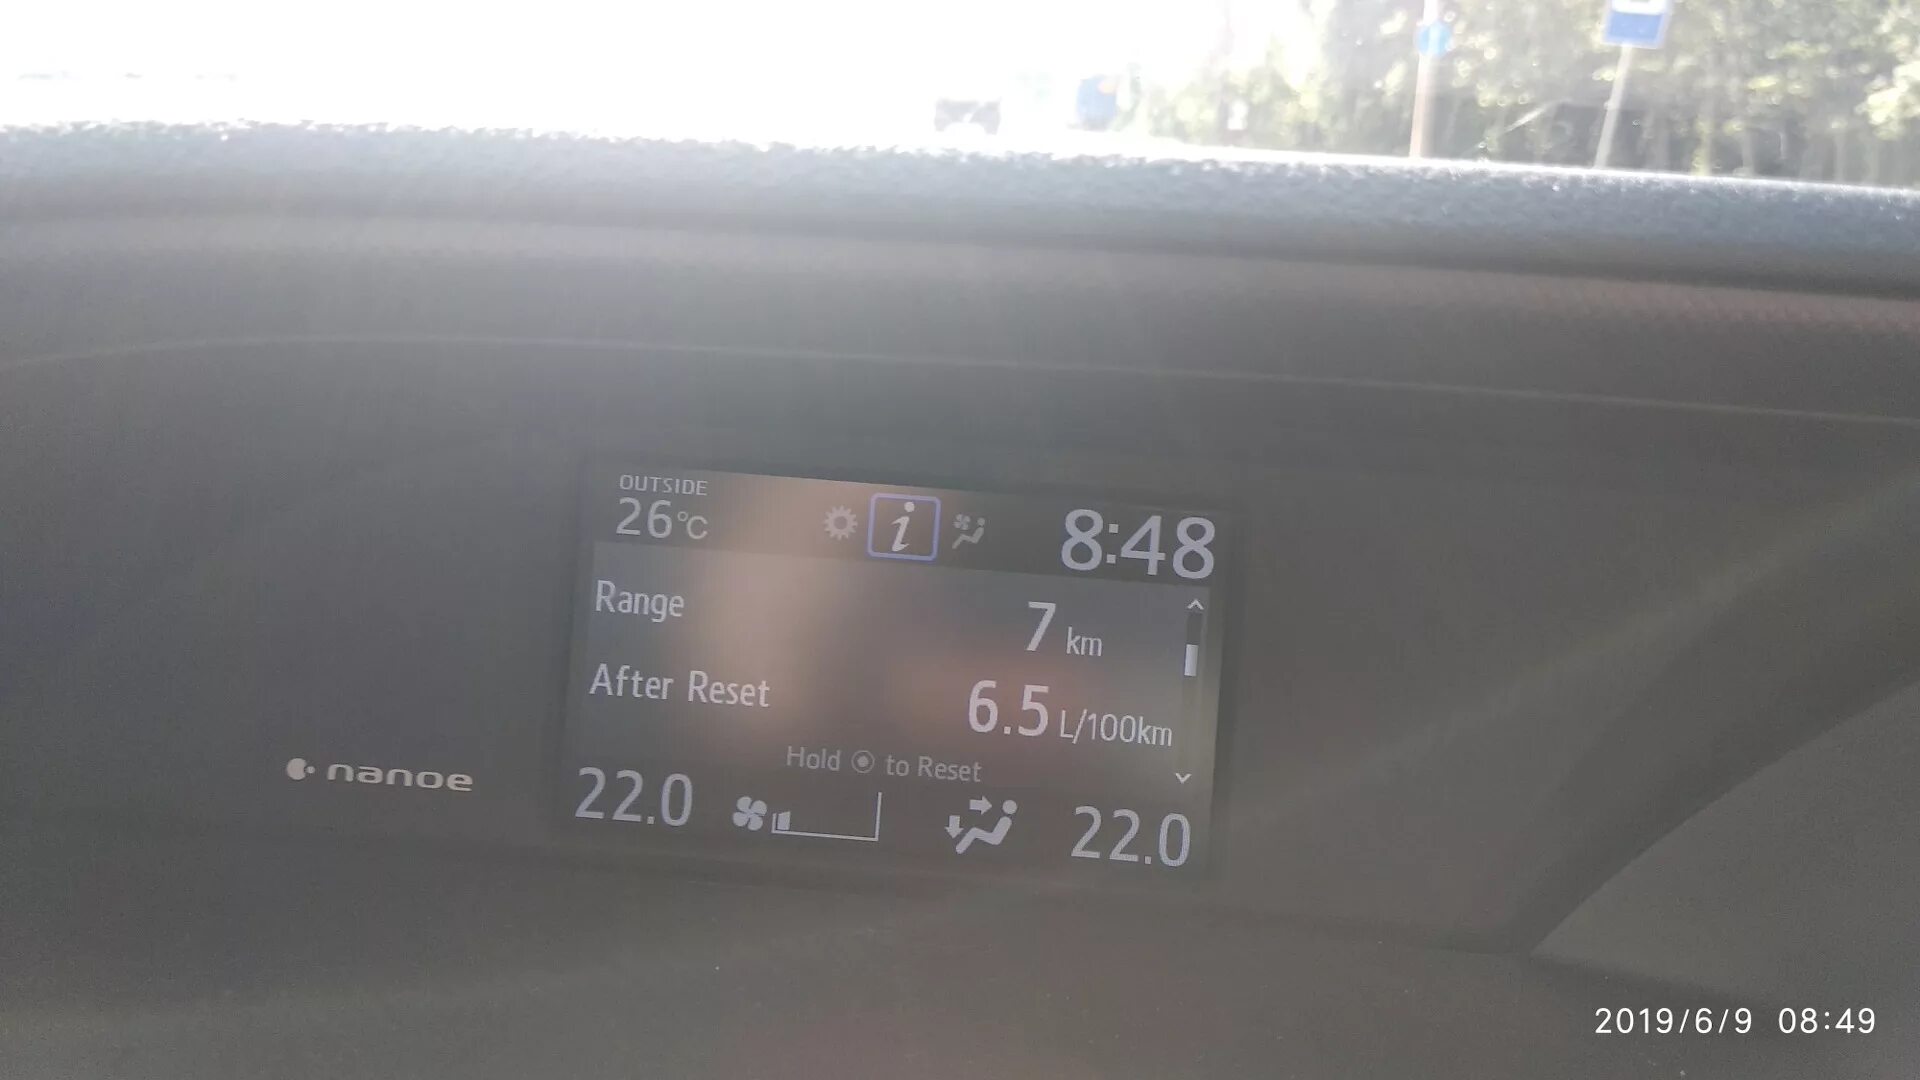 OUTSIDE
26°C
i
8:48
Range 7 km
After Reset 6.5 L/100km
Hold to Reset
nanoe
22.0 22.0
2019/6/9 08:49